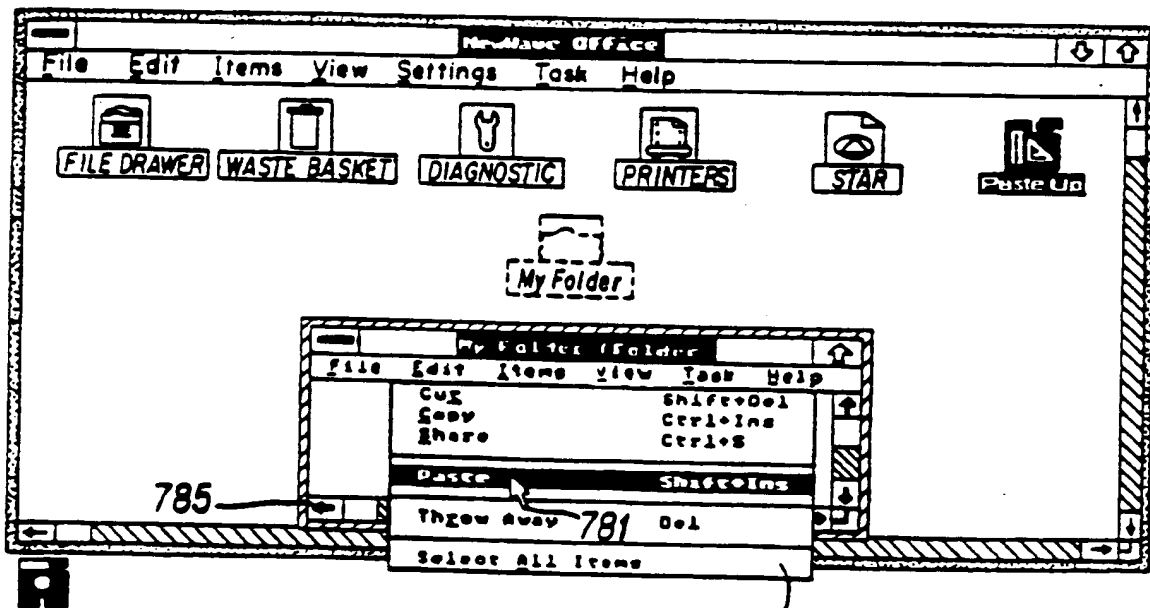 NewWave Office
File Edit Items View Settings Task Help
FILE DRAWER WASTE BASKET DIAGNOSTIC PRINTERS STAR Paste Up
My Folder
My Folder (Folder
File Edit Items View Task Help
Cut Shift+Del
Copy Ctrl+Ins
Share Ctrl+S
Paste Shift+Ins
785
Throw Away 781 Del
Select All Items